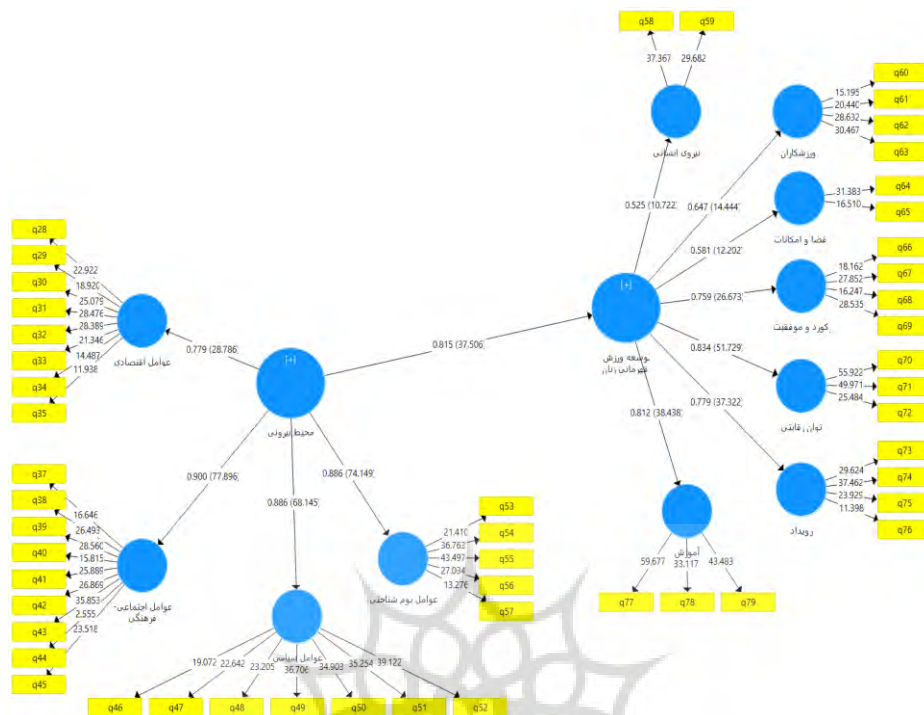 q58
q59
37.367
29.682
نیروی انسانی
q60
q61
q62
q63
15.195
20.440
28.632
30.467
ورزشکاران
q64
q65
31.383
16.510
فضا و امکانات
q66
q67
q68
q69
18.162
27.852
16.247
28.535
رکورد و موفقیت
q70
q71
q72
55.922
49.971
25.484
توان رقابتی
q73
q74
q75
q76
29.624
37.462
23.929
11.398
رویداد
0.525 (10.722)
0.647 (14.444)
0.581 (12.202)
0.759 (26.673)
0.834 (51.729)
0.779 (37.322)
0.812 (38.438)
[+]
توسعه ورزش
قهرمانی زنان
0.815 (37.506)
q28
q29
q30
q31
q32
q33
q34
q35
22.922
18.920
25.079
28.476
28.389
21.346
14.487
11.938
عوامل اقتصادی
0.779 (28.786)
[+]
محیط بیرونی
0.900 (77.896)
0.886 (68.145)
0.886 (74.149)
q37
q38
q39
q40
q41
q42
q43
q44
q45
16.646
26.493
28.560
15.815
25.889
26.869
35.853
2.555
23.518
عوامل اجتماعی-
فرهنگی
q53
q54
q55
q56
q57
21.410
36.763
43.497
27.034
13.276
عوامل بوم شناختی
عوامل سیاسی
19.072
22.642
23.205
36.706
34.903
35.254
39.122
q46
q47
q48
q49
q50
q51
q52
آموزش
59.677
33.117
43.483
q77
q78
q79